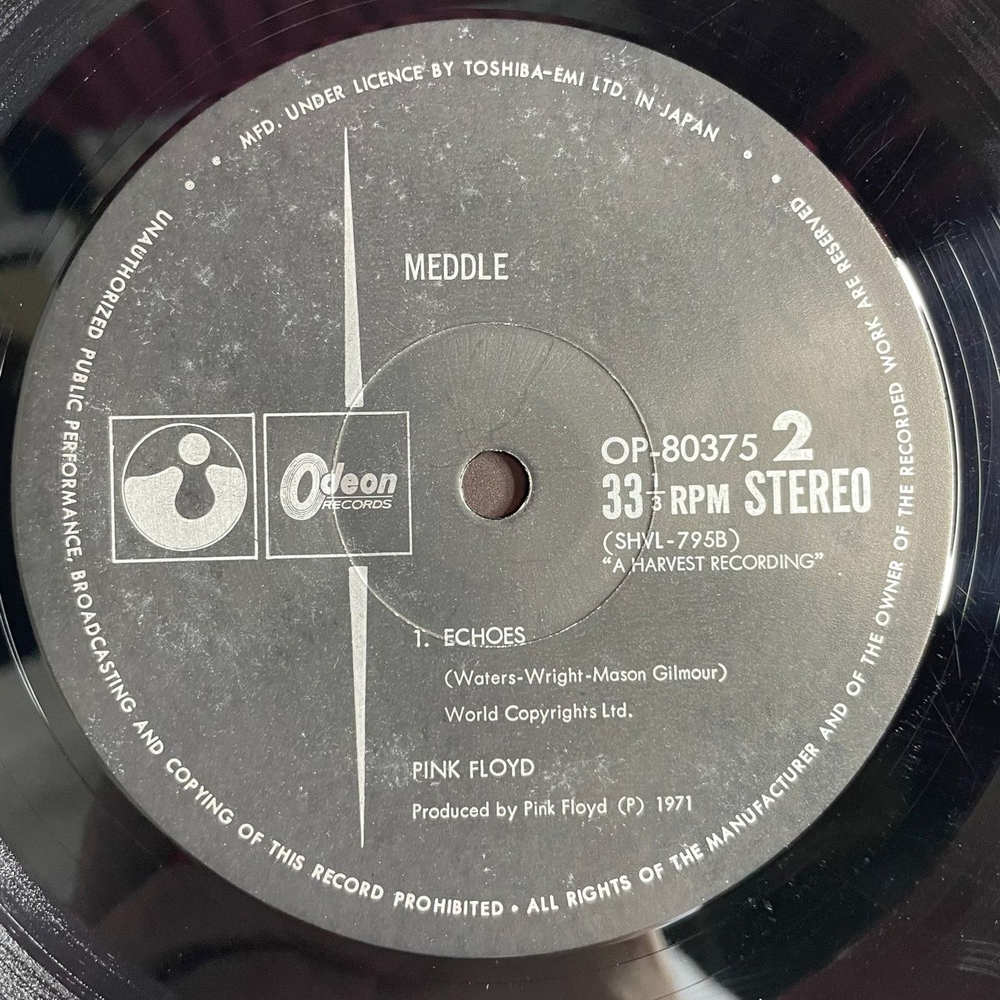 MFD. UNDER LICENCE BY TOSHIBA-EMI LTD. IN JAPAN
MEDDLE
Odeon
RECORDS
OP-80375 2
33 1/3 RPM STEREO
(SHVL-795B)
"A HARVEST RECORDING"
1. ECHOES
(Waters-Wright-Mason Gilmour)
World Copyrights Ltd.
PINK FLOYD
Produced by Pink Floyd (P) 1971
UNAUTHORIZED PUBLIC PERFORMANCE, BROADCASTING AND COPYING OF THIS RECORD PROHIBITED • ALL RIGHTS OF THE MANUFACTURER AND OF THE OWNER OF THE RECORDED WORK ARE RESERVED